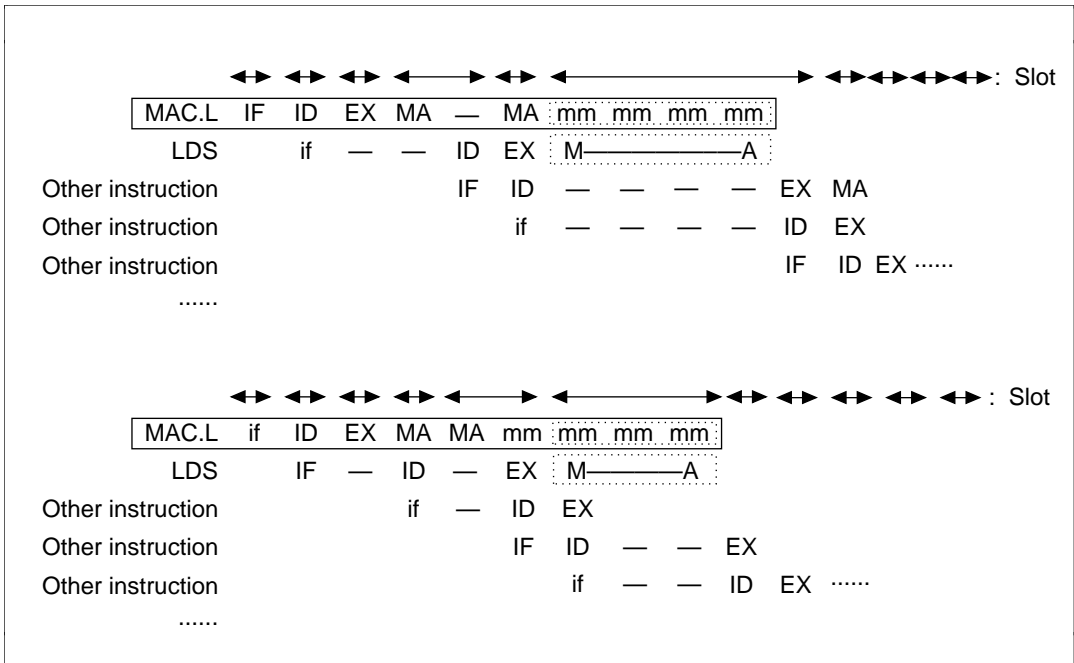 : Slot
MAC.L IF ID EX MA — MA mm mm mm mm
LDS if — — ID EX M————————A
Other instruction IF ID — — — — EX MA
Other instruction if — — — — ID EX
Other instruction IF ID EX ······
······
: Slot
MAC.L if ID EX MA MA mm mm mm mm
LDS IF — ID — EX M—————A
Other instruction if — ID EX
Other instruction IF ID — — EX
Other instruction if — — ID EX ······
······